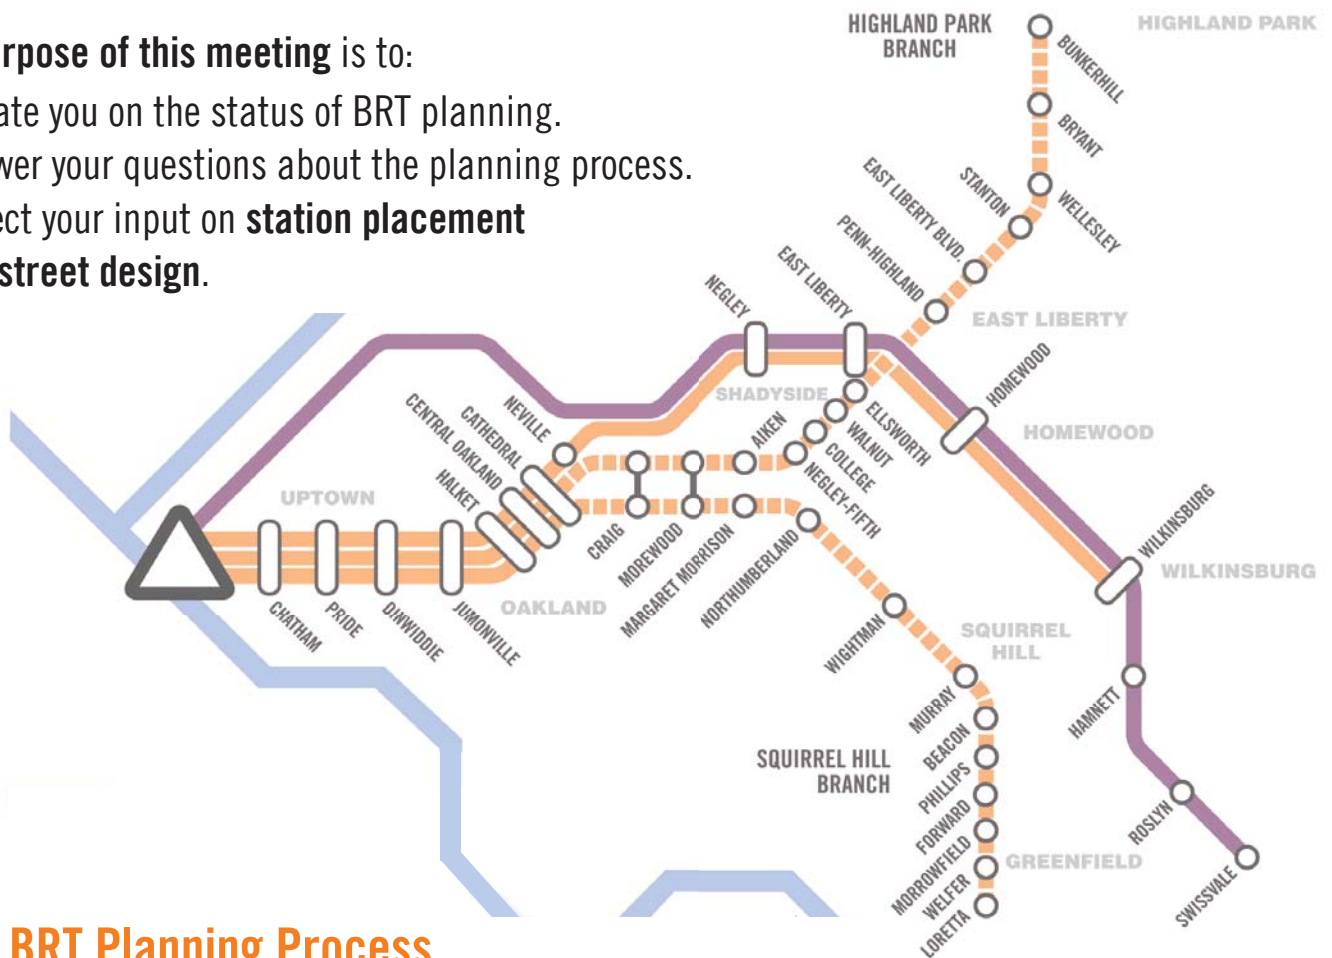 rpose of this meeting is to:
ate you on the status of BRT planning.
wer your questions about the planning process.
ect your input on station placement
street design.
HIGHLAND PARK
BRANCH
HIGHLAND PARK
BUNKERHILL
BRYANT
WELLESLEY
STANTON
EAST LIBERTY BLVD.
PENN-HIGHLAND
EAST LIBERTY
EAST LIBERTY
NEGLEY
SHADYSIDE
HOMEWOOD
HOMEWOOD
ELLSWORTH
WALNUT
COLLEGE
NEGLEY-FIFTH
AIKEN
NEVILLE
CATHEDRAL
CENTRAL OAKLAND
HALKET
UPTOWN
OAKLAND
CHATHAM
PRIDE
DINWIDDIE
JUMONVILLE
CRAIG
MOREWOOD
MARGARET MORRISON
NORTHUMBERLAND
WIGHTMAN
SQUIRREL
HILL
WILKINSBURG
WILKINSBURG
MURRAY
BEACON
PHILLIPS
FORWARD
MORROWFIELD
WELFER
LORETTA
SQUIRREL HILL
BRANCH
GREENFIELD
HAMNETT
ROSLYN
SWISSVALE
BRT Planning Process